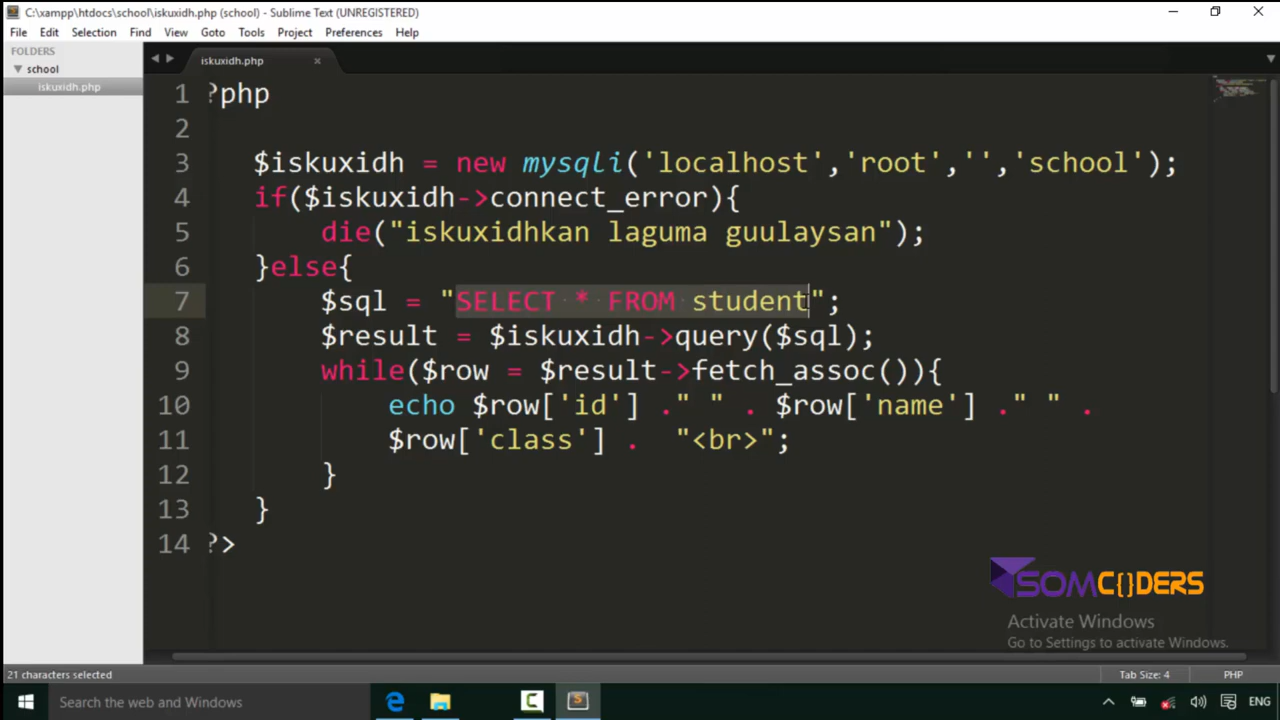 C:\xampp\htdocs\school\iskuxidh.php (school) - Sublime Text (UNREGISTERED)
File Edit Selection Find View Goto Tools Project Preferences Help
FOLDERS
school
iskuxidh.php
iskuxidh.php
1 ?php
2
3 $iskuxidh = new mysqli('localhost','root','','school');
4 if($iskuxidh->connect_error){
5 die("iskuxidhkan laguma guulaysan");
6 }else{
7 $sql = "SELECT * FROM student";
8 $result = $iskuxidh->query($sql);
9 while($row = $result->fetch_assoc()){
10 echo $row['id'] ." " . $row['name'] ." " .
11 $row['class'] . "<br>";
12 }
13 }
14 ?>
SOMC{}DERS
Activate Windows
Go to Settings to activate Windows.
21 characters selected
Tab Size: 4
PHP
Search the web and Windows
ENG